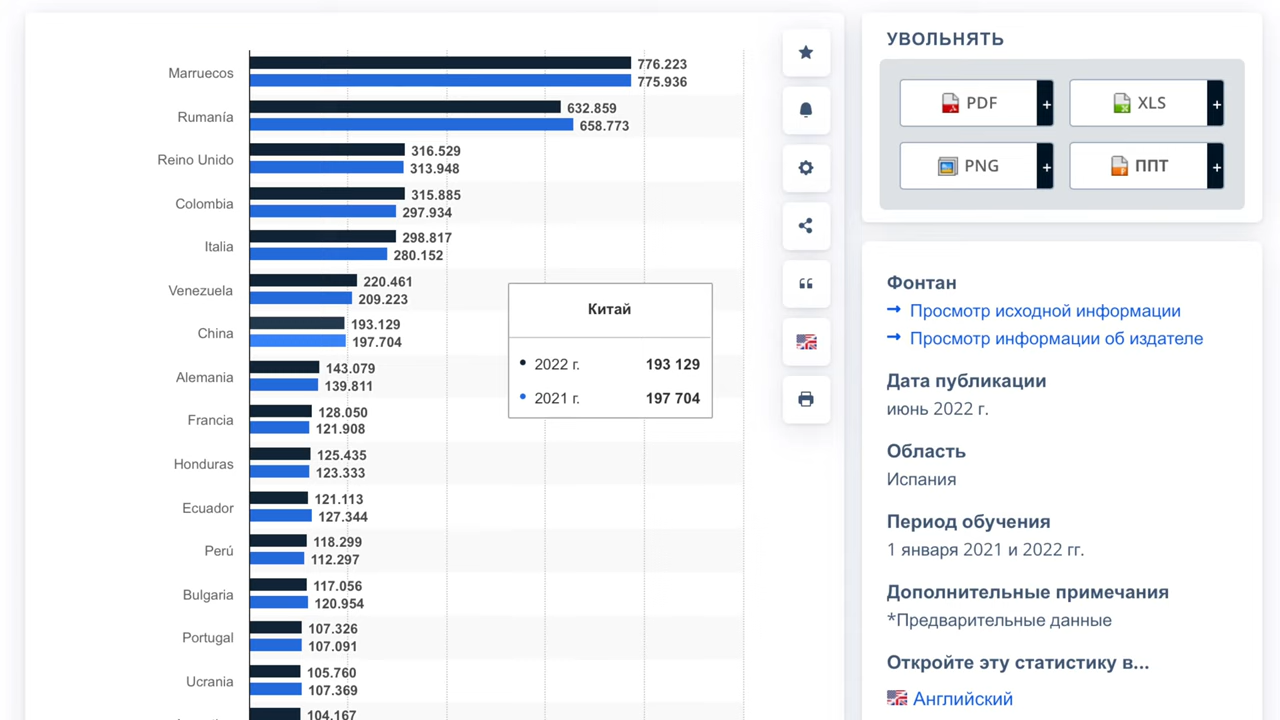 776.223
Marruecos
775.936
632.859
Rumanía
658.773
316.529
Reino Unido
313.948
315.885
Colombia
297.934
298.817
Italia
280.152
220.461
Venezuela
209.223
193.129
China
197.704
143.079
Alemania
139.811
128.050
Francia
121.908
125.435
Honduras
123.333
121.113
Ecuador
127.344
118.299
Perú
112.297
117.056
Bulgaria
120.954
107.326
Portugal
107.091
105.760
Ucrania
107.369
104.167
Китай
2022 г. 193 129
2021 г. 197 704
УВОЛЬНЯТЬ
PDF + XLS +
PNG + ППТ +
Фонтан
→ Просмотр исходной информации
→ Просмотр информации об издателе
Дата публикации
июнь 2022 г.
Область
Испания
Период обучения
1 января 2021 и 2022 гг.
Дополнительные примечания
*Предварительные данные
Откройте эту статистику в...
Английский